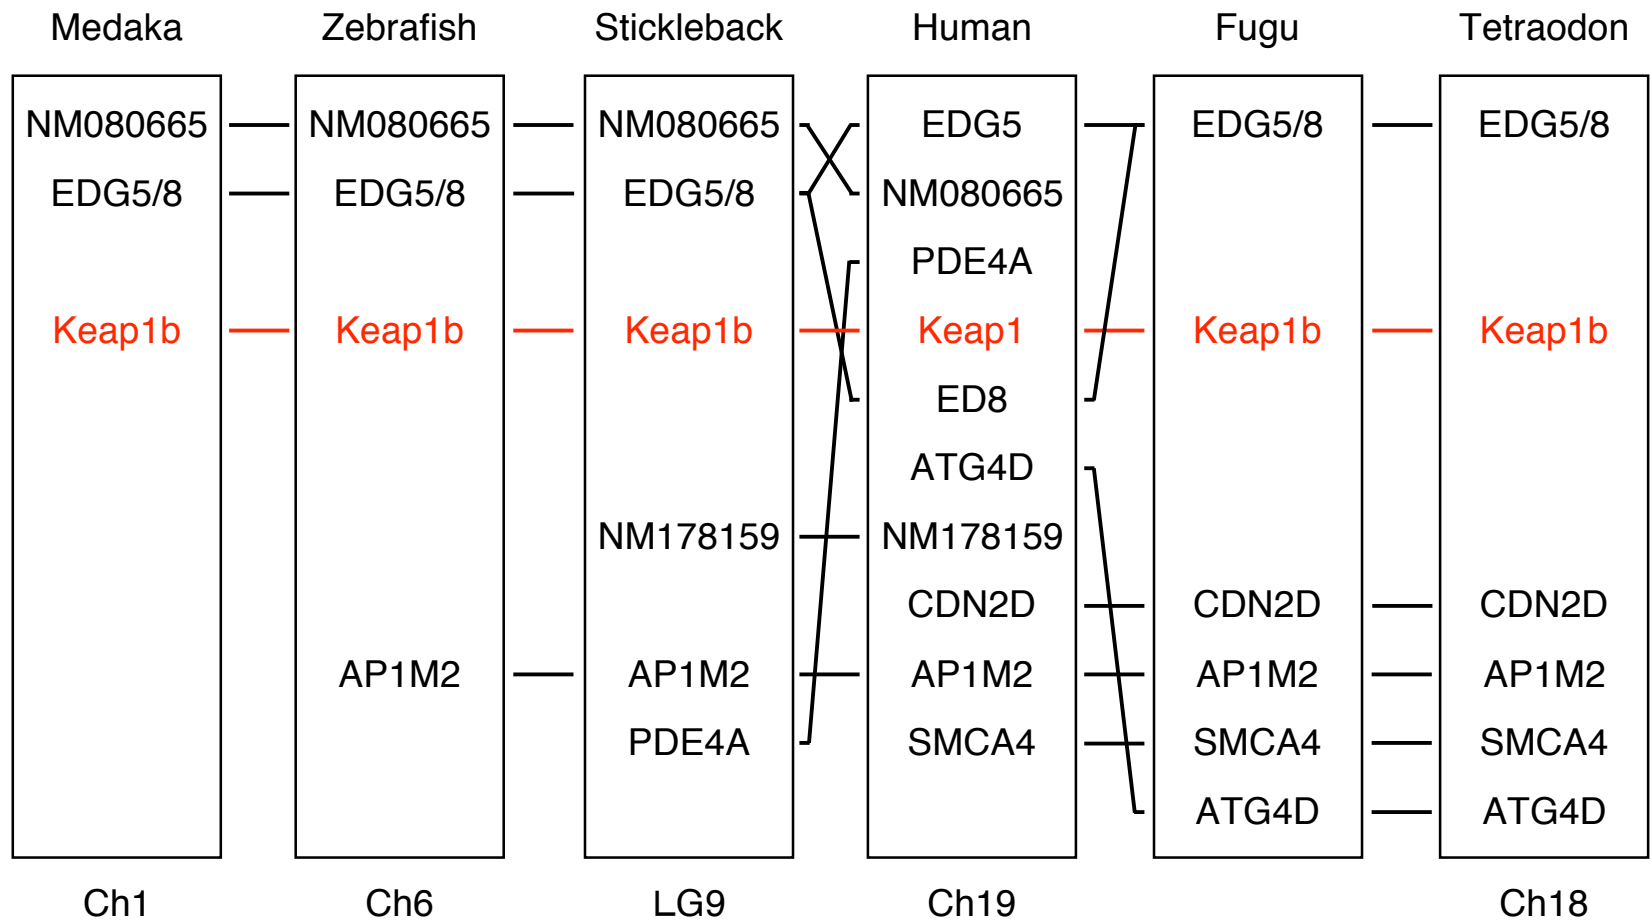 Medaka Zebrafish Stickleback Human Fugu Tetraodon
NM080665 NM080665 NM080665 EDG5 EDG5/8 EDG5/8
EDG5/8 EDG5/8 EDG5/8 NM080665
PDE4A
Keap1b Keap1b Keap1b Keap1 Keap1b Keap1b
ED8
ATG4D
NM178159 NM178159
CDN2D CDN2D CDN2D
AP1M2 AP1M2 AP1M2 AP1M2 AP1M2
PDE4A SMCA4 SMCA4 SMCA4
ATG4D ATG4D
Ch1 Ch6 LG9 Ch19 Ch18